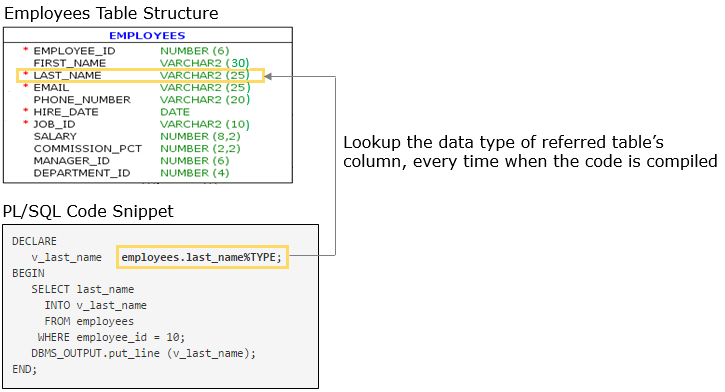 Employees Table Structure
EMPLOYEES
* EMPLOYEE_ID NUMBER (6)
FIRST_NAME VARCHAR2 (30)
* LAST_NAME VARCHAR2 (25)
* EMAIL VARCHAR2 (25)
PHONE_NUMBER VARCHAR2 (20)
* HIRE_DATE DATE
* JOB_ID VARCHAR2 (10)
SALARY NUMBER (8,2)
COMMISSION_PCT NUMBER (2,2)
MANAGER_ID NUMBER (6)
DEPARTMENT_ID NUMBER (4)
Lookup the data type of referred table's
column, every time when the code is compiled
PL/SQL Code Snippet
DECLARE
v_last_name employees.last_name%TYPE;
BEGIN
SELECT last_name
INTO v_last_name
FROM employees
WHERE employee_id = 10;
DBMS_OUTPUT.put_line (v_last_name);
END;